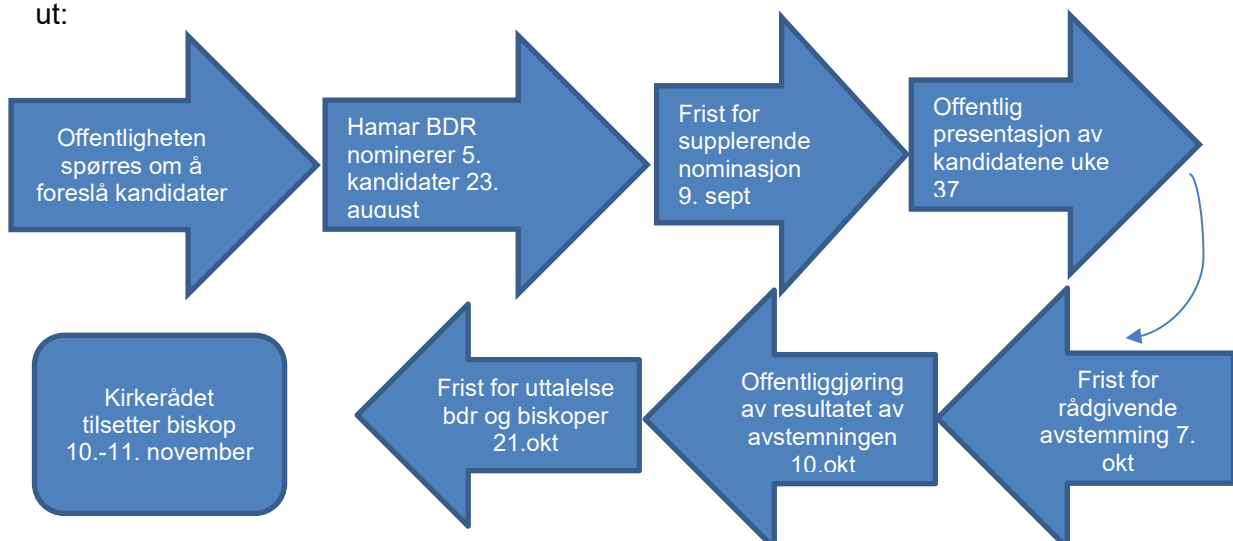 ut:
Offentligheten
spørres om å
foreslå kandidater
Hamar BDR
nominerer 5.
kandidater 23.
august
Frist for
supplerende
nominasjon
9. sept
Offentlig
presentasjon av
kandidatene uke
37
Frist for
rådgivende
avstemming 7.
okt
Offentliggjøring
av resultatet av
avstemningen
10.okt
Frist for uttalelse
bdr og biskoper
21.okt
Kirkerådet
tilsetter biskop
10.-11. november